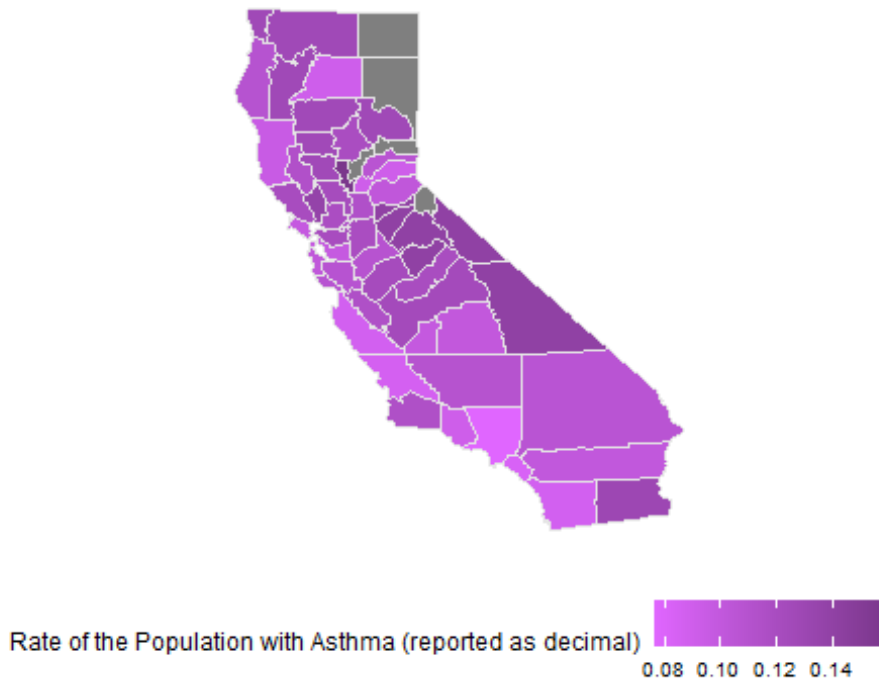 Rate of the Population with Asthma (reported as decimal)
0.08 0.10 0.12 0.14